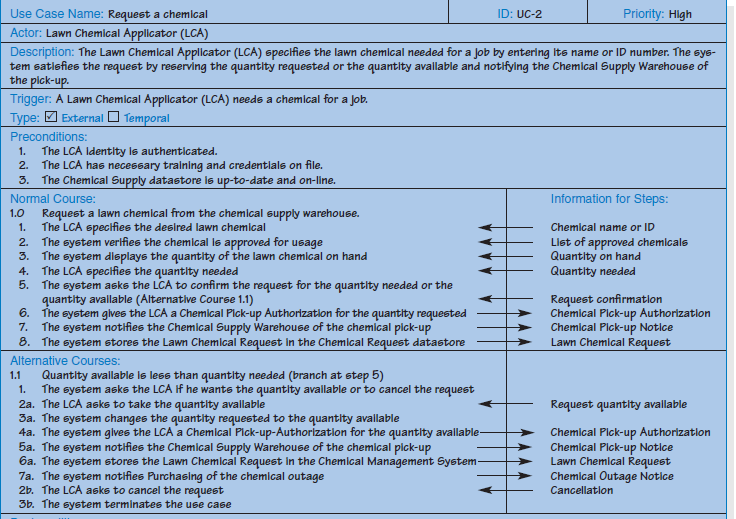 Use Case Name: Request a chemical
ID: UC-2
Priority: High
Actor: Lawn Chemical Applicator (LCA)
Description: The Lawn Chemical Applicator (LCA) specifies the lawn chemical needed for a job by entering its name or ID number. The sys-
tem satisfies the request by reserving the quantity requested or the quantity available and notifying the Chemical Supply Warehouse of
the pick-up.
Trigger: A Lawn Chemical Applicator (LCA) needs a chemical for a job.
Type: ☑ External ☐ Temporal
Preconditions:
1. The LCA identity is authenticated.
2. The LCA has necessary training and credentials on file.
3. The Chemical Supply datastore is up-to-date and on-line.
Normal Course:
Information for Steps:
1.0 Request a lawn chemical from the chemical supply warehouse.
1. The LCA specifies the desired lawn chemical
Chemical name or ID
2. The system verifies the chemical is approved for usage
List of approved chemicals
3. The system displays the quantity of the lawn chemical on hand
Quantity on hand
4. The LCA specifies the quantity needed
Quantity needed
5. The system asks the LCA to confirm the request for the quantity needed or the
quantity available (Alternative Course 1.1)
Request confirmation
6. The system gives the LCA a Chemical Pick-up Authorization for the quantity requested
Chemical Pick-up Authorization
7. The system notifies the Chemical Supply Warehouse of the chemical pick-up
Chemical Pick-up Notice
8. The system stores the Lawn Chemical Request in the Chemical Request datastore
Lawn Chemical Request
Alternative Courses:
1.1 Quantity available is less than quantity needed (branch at step 5)
1. The system asks the LCA if he wants the quantity available or to cancel the request
2a. The LCA asks to take the quantity available
Request quantity available
3a. The system changes the quantity requested to the quantity available
4a. The system gives the LCA a Chemical Pick-up-Authorization for the quantity available
Chemical Pick-up Authorization
5a. The system notifies the Chemical Supply Warehouse of the chemical pick-up
Chemical Pick-up Notice
6a. The system stores the Lawn Chemical Request in the Chemical Management System
Lawn Chemical Request
7a. The system notifies Purchasing of the chemical outage
Chemical Outage Notice
2b. The LCA asks to cancel the request
Cancellation
3b. The system terminates the use case